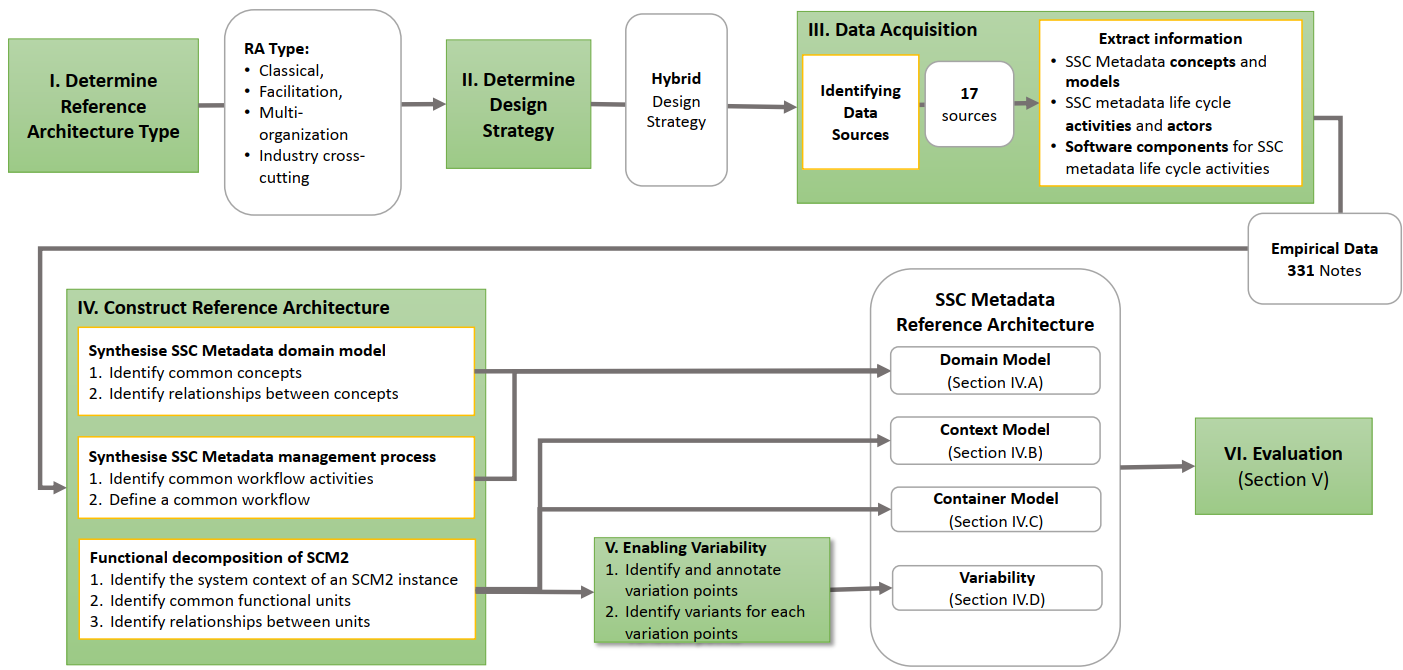 I. Determine
Reference
Architecture Type
RA Type:
• Classical,
• Facilitation,
• Multi-
organization
• Industry cross-
cutting
II. Determine
Design
Strategy
Hybrid
Design
Strategy
III. Data Acquisition
Identifying
Data
Sources
17
sources
Extract information
• SSC Metadata concepts and
models
• SSC metadata life cycle
activities and actors
• Software components for SSC
metadata life cycle activities
Empirical Data
331 Notes
IV. Construct Reference Architecture
Synthesise SSC Metadata domain model
1. Identify common concepts
2. Identify relationships between concepts
Synthesise SSC Metadata management process
1. Identify common workflow activities
2. Define a common workflow
Functional decomposition of SCM2
1. Identify the system context of an SCM2 instance
2. Identify common functional units
3. Identify relationships between units
V. Enabling Variability
1. Identify and annotate
variation points
2. Identify variants for each
variation points
SSC Metadata
Reference Architecture
Domain Model
(Section IV.A)
Context Model
(Section IV.B)
Container Model
(Section IV.C)
Variability
(Section IV.D)
VI. Evaluation
(Section V)